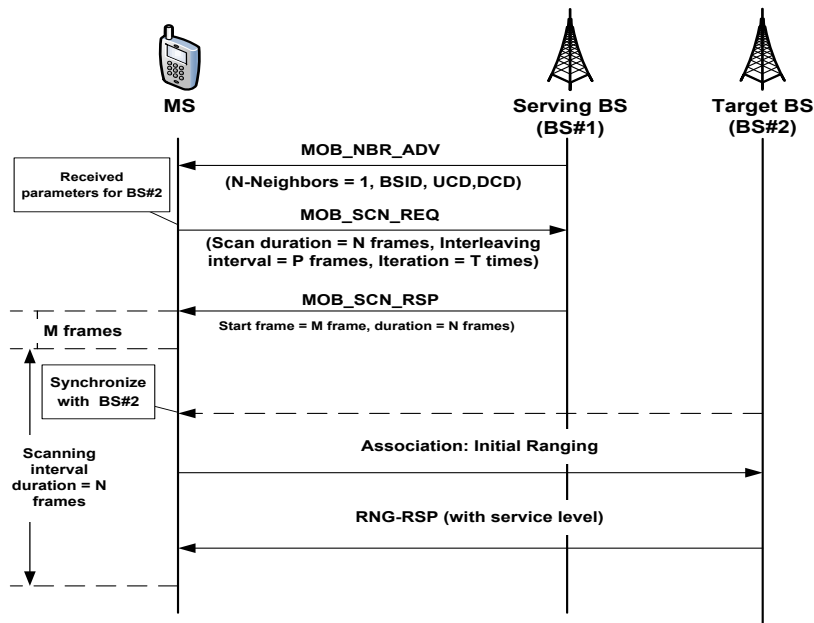 MS
Serving BS
(BS#1)
Target BS
(BS#2)
MOB_NBR_ADV
(N-Neighbors = 1, BSID, UCD,DCD)
Received
parameters for BS#2
MOB_SCN_REQ
(Scan duration = N frames, Interleaving
interval = P frames, Iteration = T times)
MOB_SCN_RSP
Start frame = M frame, duration = N frames)
M frames
Synchronize
with BS#2
Association: Initial Ranging
Scanning
interval
duration = N
frames
RNG-RSP (with service level)